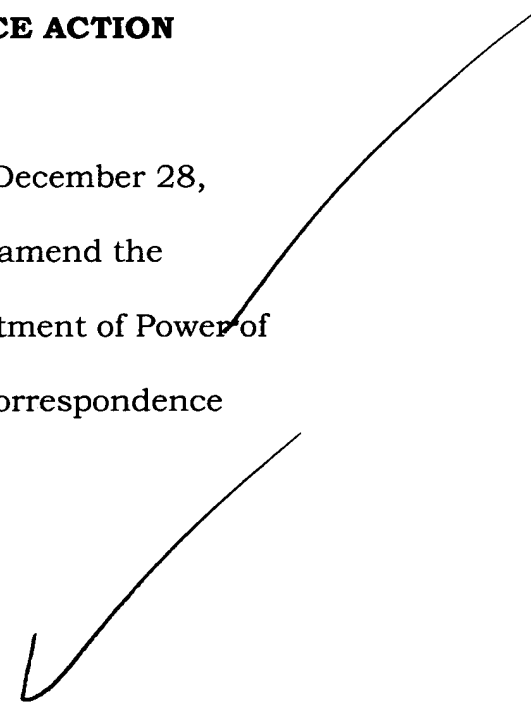 CE ACTION
December 28,
amend the
tment of Power of
orrespondence